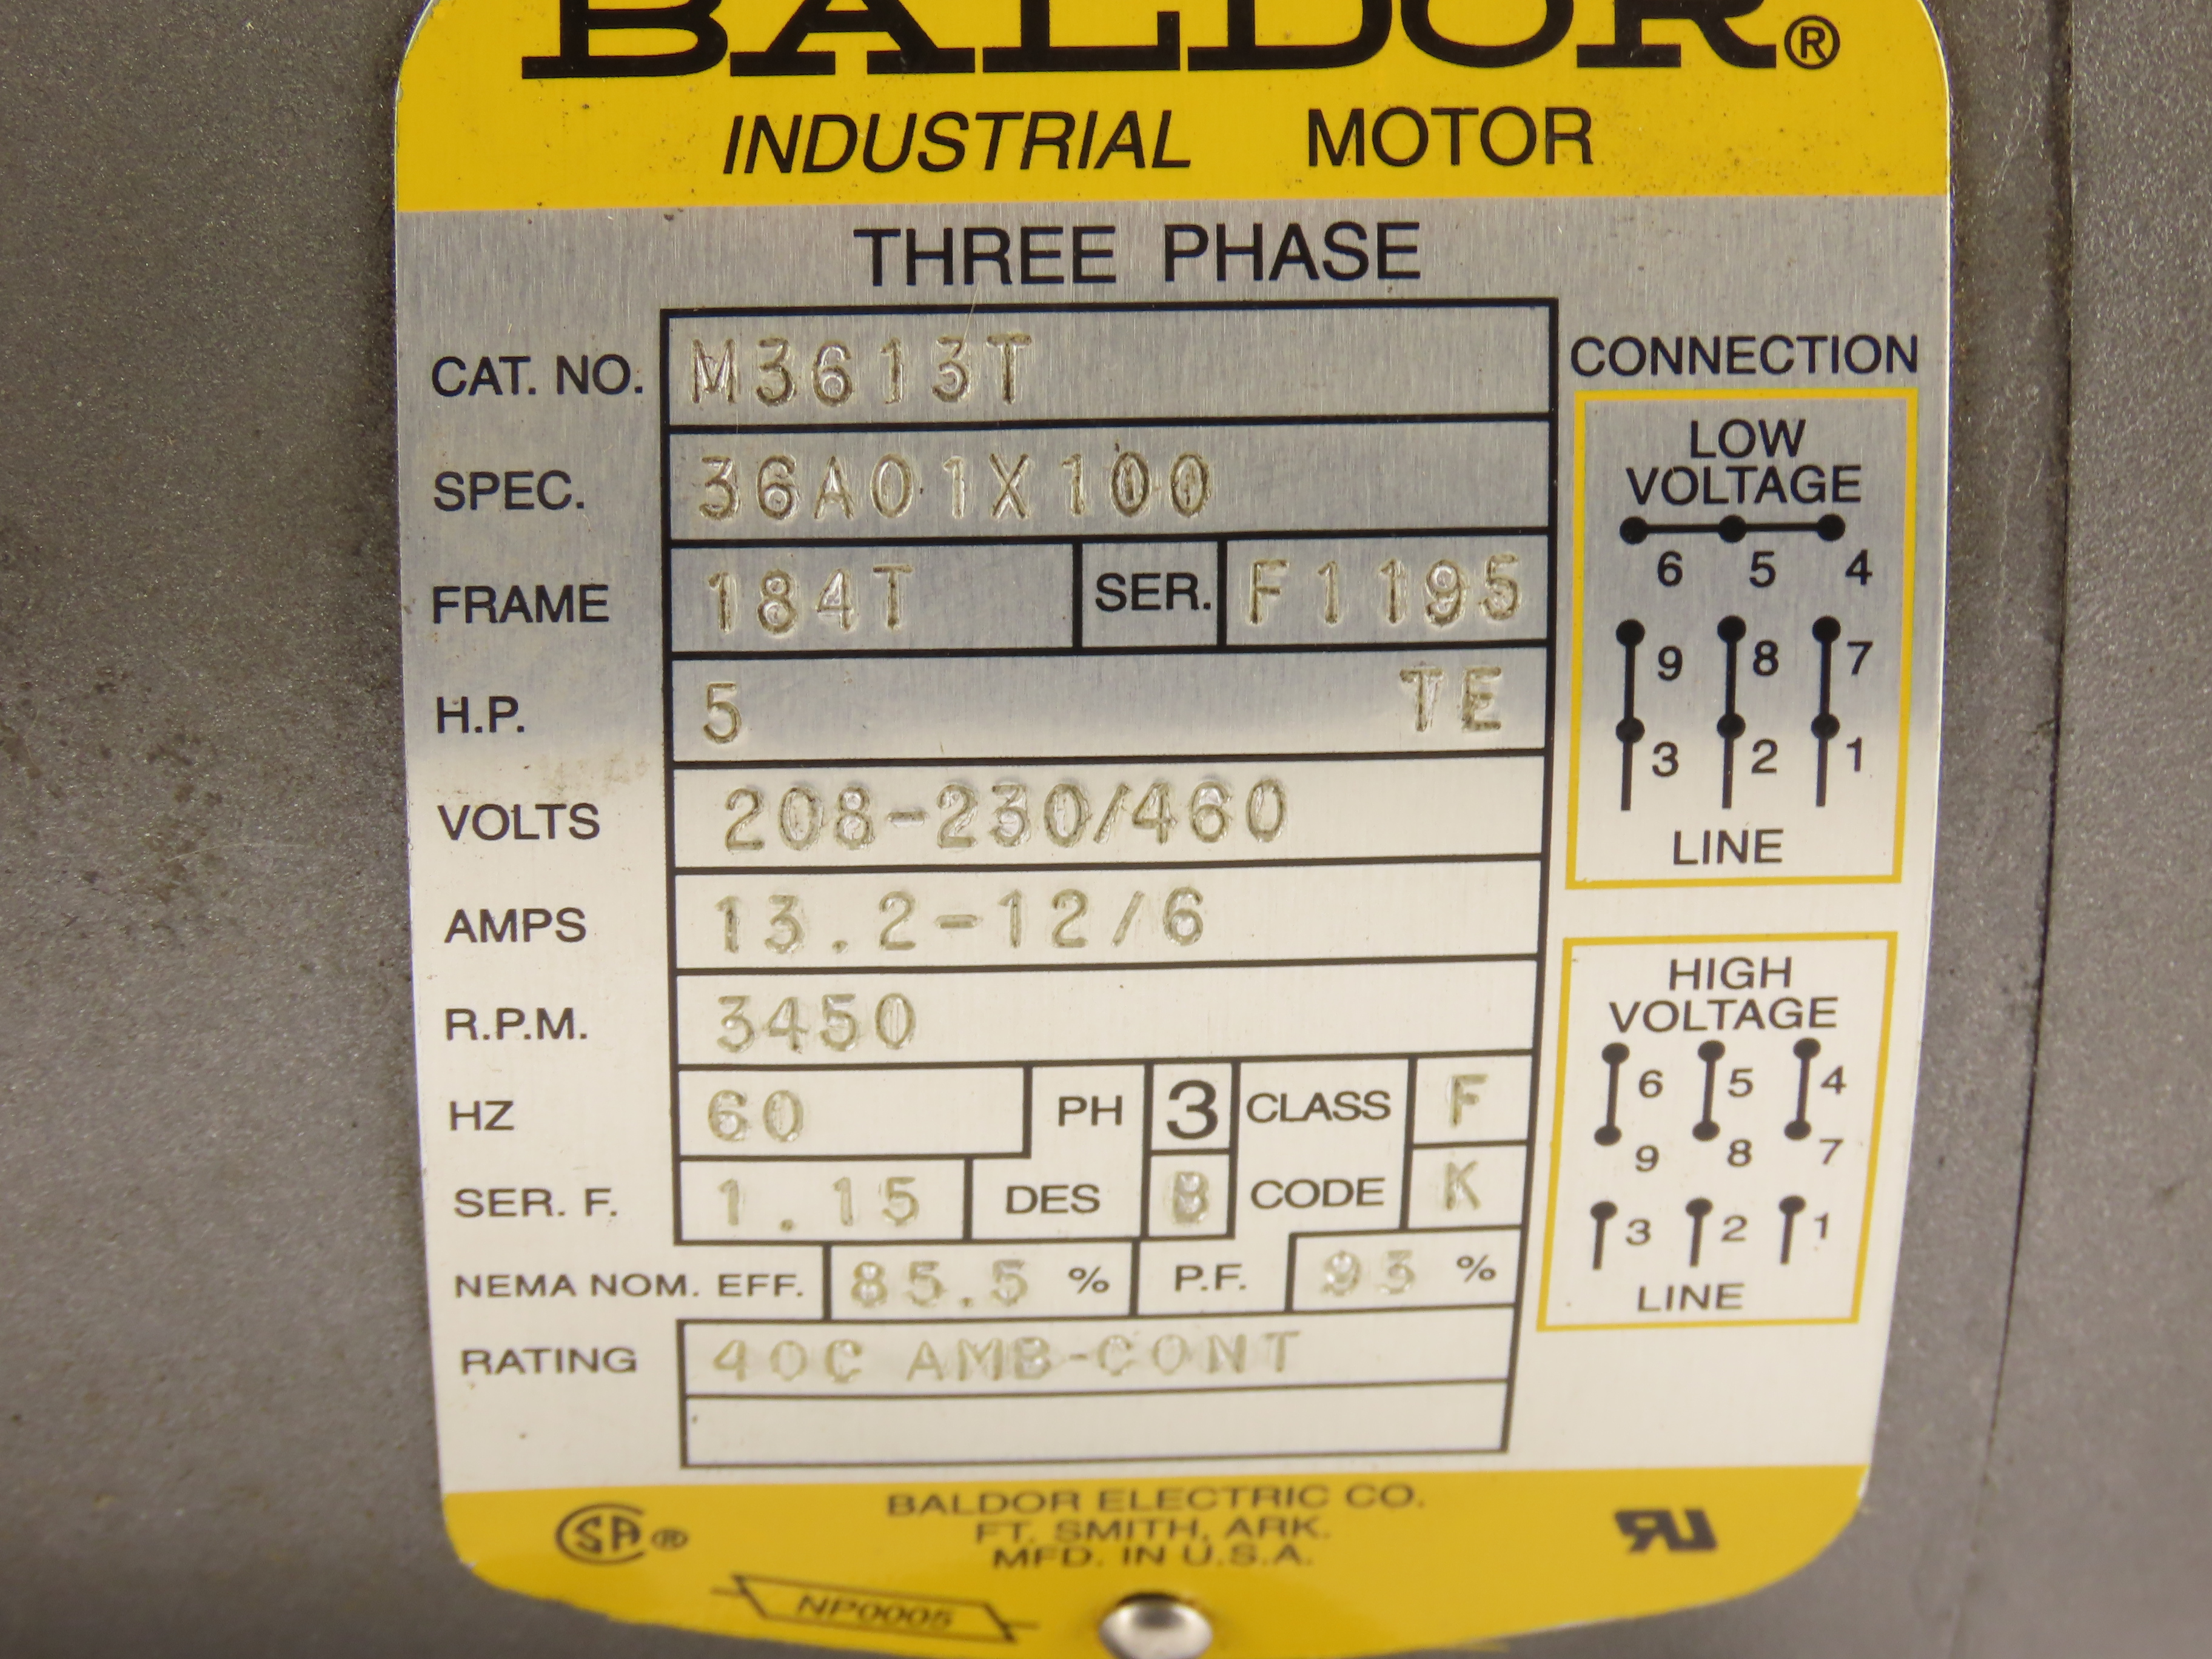 BALDOR®
INDUSTRIAL MOTOR
THREE PHASE
CAT. NO. M3613T
SPEC. 36A01X100
FRAME 184T SER. F1195
H.P. 5 TE
VOLTS 208-230/460
AMPS 13.2-12/6
R.P.M. 3450
HZ 60 PH 3 CLASS F
SER. F. 1.15 DES B CODE K
NEMA NOM. EFF. 85.5 % P.F. 93 %
RATING 40C AMB-CONT
CONNECTION
LOW
VOLTAGE
6 5 4
9 8 7
3 2 1
LINE
HIGH
VOLTAGE
6 5 4
9 8 7
3 2 1
LINE
SA®
BALDOR ELECTRIC CO.
FT. SMITH, ARK.
MFD. IN U.S.A.
RU
NP0005